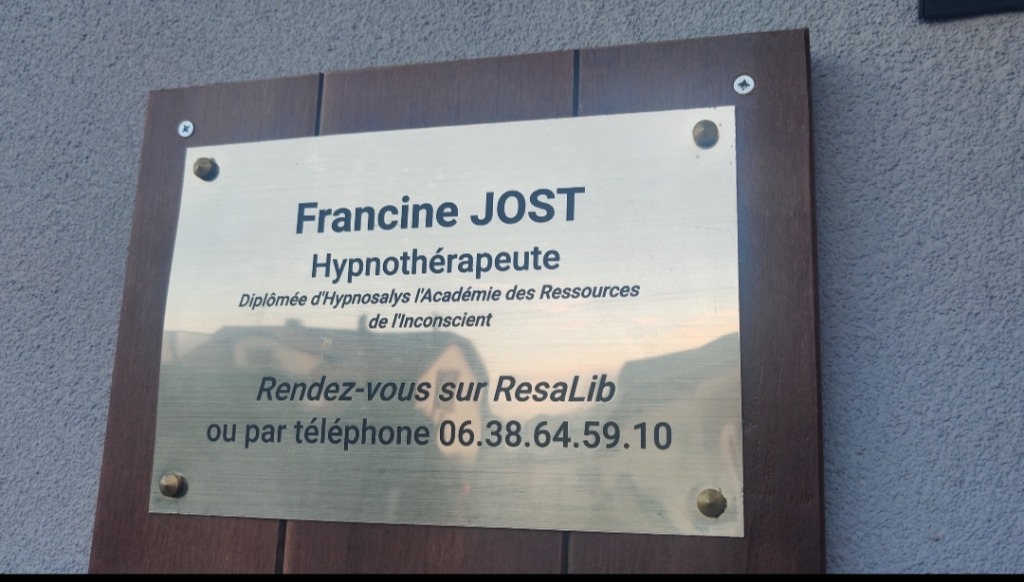 Francine JOST
Hypnothérapeute
Diplômée d'Hypnosalys l'Académie des Ressources
de l'Inconscient
Rendez-vous sur ResaLib
ou par téléphone 06.38.64.59.10